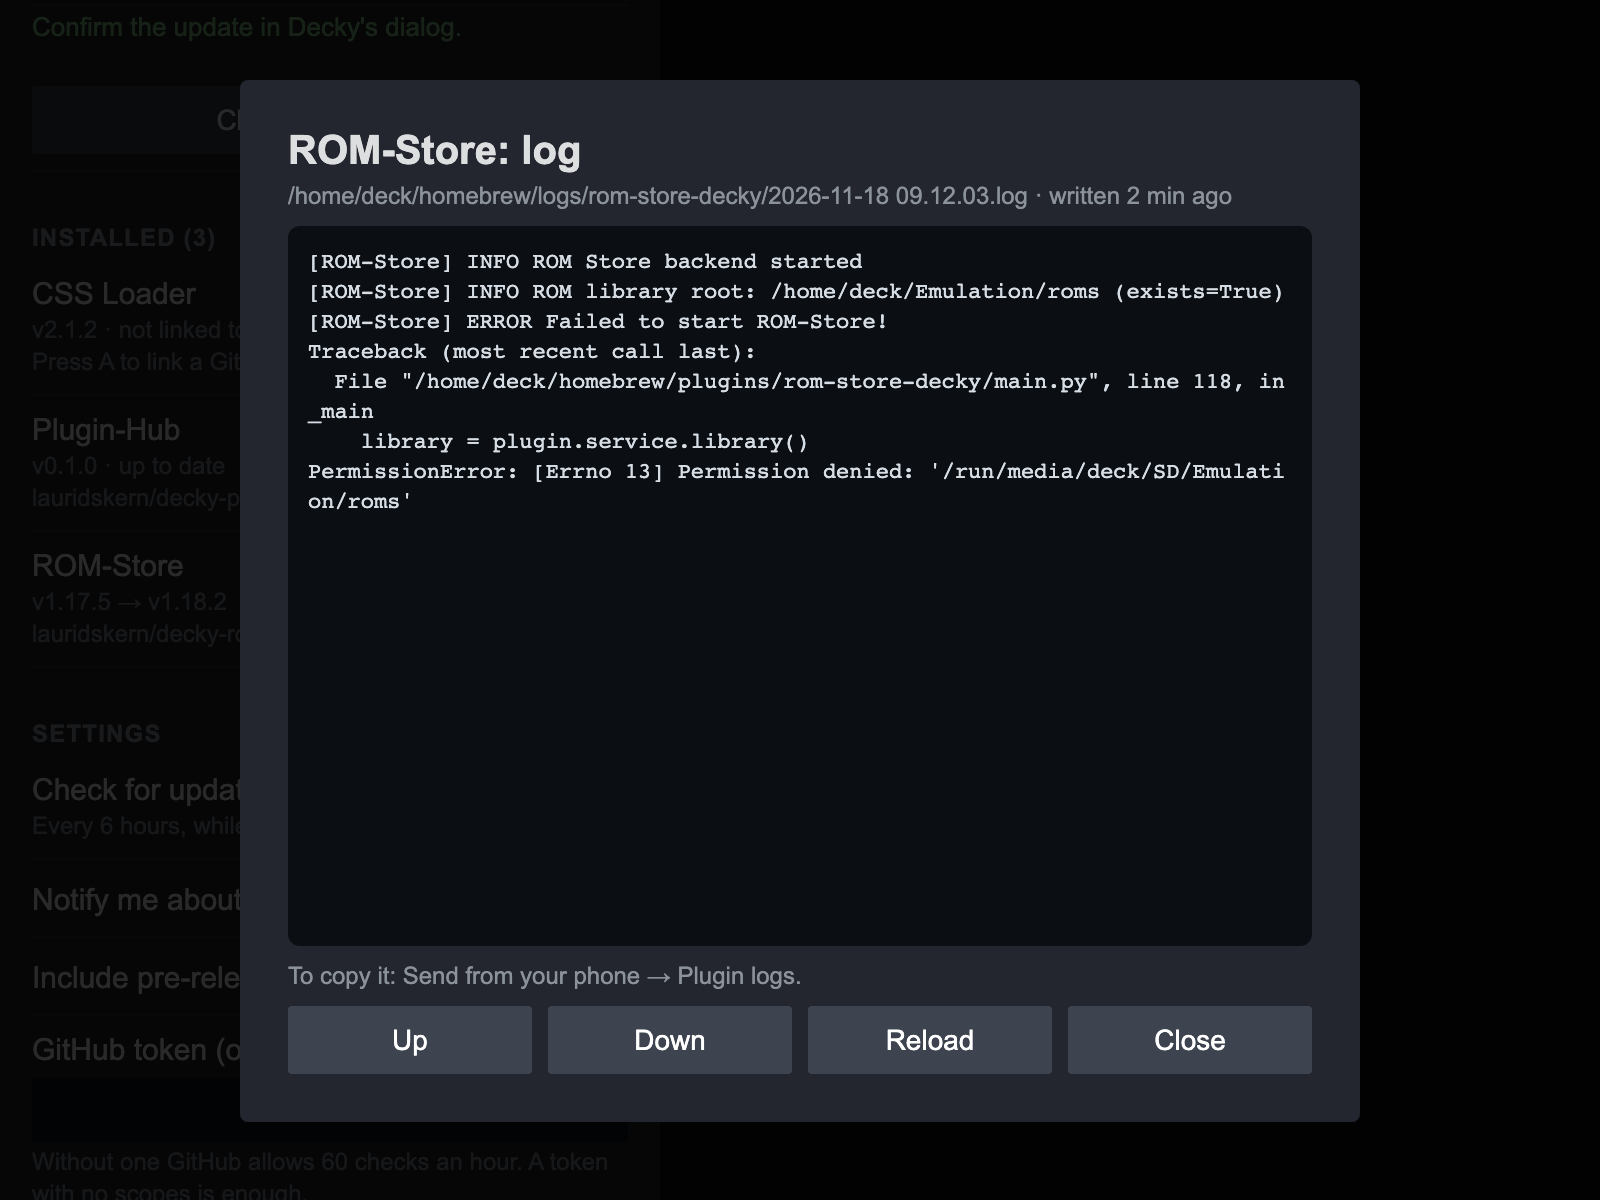 Confirm the update in Decky's dialog.
INSTALLED (3)
CSS Loader
v2.1.2 · not linked
Press A to link a
Plugin-Hub
v0.1.0 · up to date
lauridskern/decky-p
ROM-Store
v1.17.5 → v1.18.2
lauridskern/decky-r
SETTINGS
Check for updat
Every 6 hours, while
Notify me about
Include pre-rele
GitHub token (o
Without one GitHub allows 60 checks an hour. A token
with no scopes is enough
ROM-Store: log
/home/deck/homebrew/logs/rom-store-decky/2026-11-18 09.12.03.log · written 2 min ago
[ROM-Store] INFO ROM Store backend started
[ROM-Store] INFO ROM library root: /home/deck/Emulation/roms (exists=True)
[ROM-Store] ERROR Failed to start ROM-Store!
Traceback (most recent call last):
  File "/home/deck/homebrew/plugins/rom-store-decky/main.py", line 118, in
_main
    library = plugin.service.library()
PermissionError: [Errno 13] Permission denied: '/run/media/deck/SD/Emulati
on/roms'
To copy it: Send from your phone → Plugin logs.
Up
Down
Reload
Close